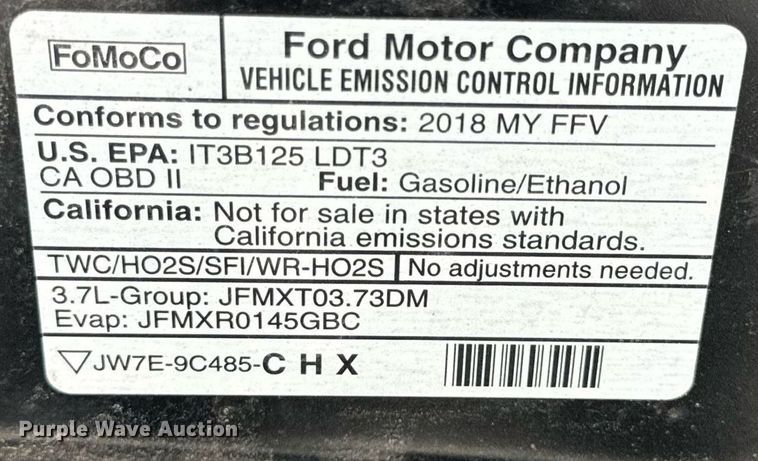 FoMoCo
Ford Motor Company
VEHICLE EMISSION CONTROL INFORMATION
Conforms to regulations: 2018 MY FFV
U.S. EPA: IT3B125 LDT3
CA OBD II Fuel: Gasoline/Ethanol
California: Not for sale in states with
California emissions standards.
TWC/HO2S/SFI/WR-HO2S No adjustments needed.
3.7L-Group: JFMXT03.73DM
Evap: JFMXR0145GBC
JW7E-9C485-C H X
Purple Wave Auction